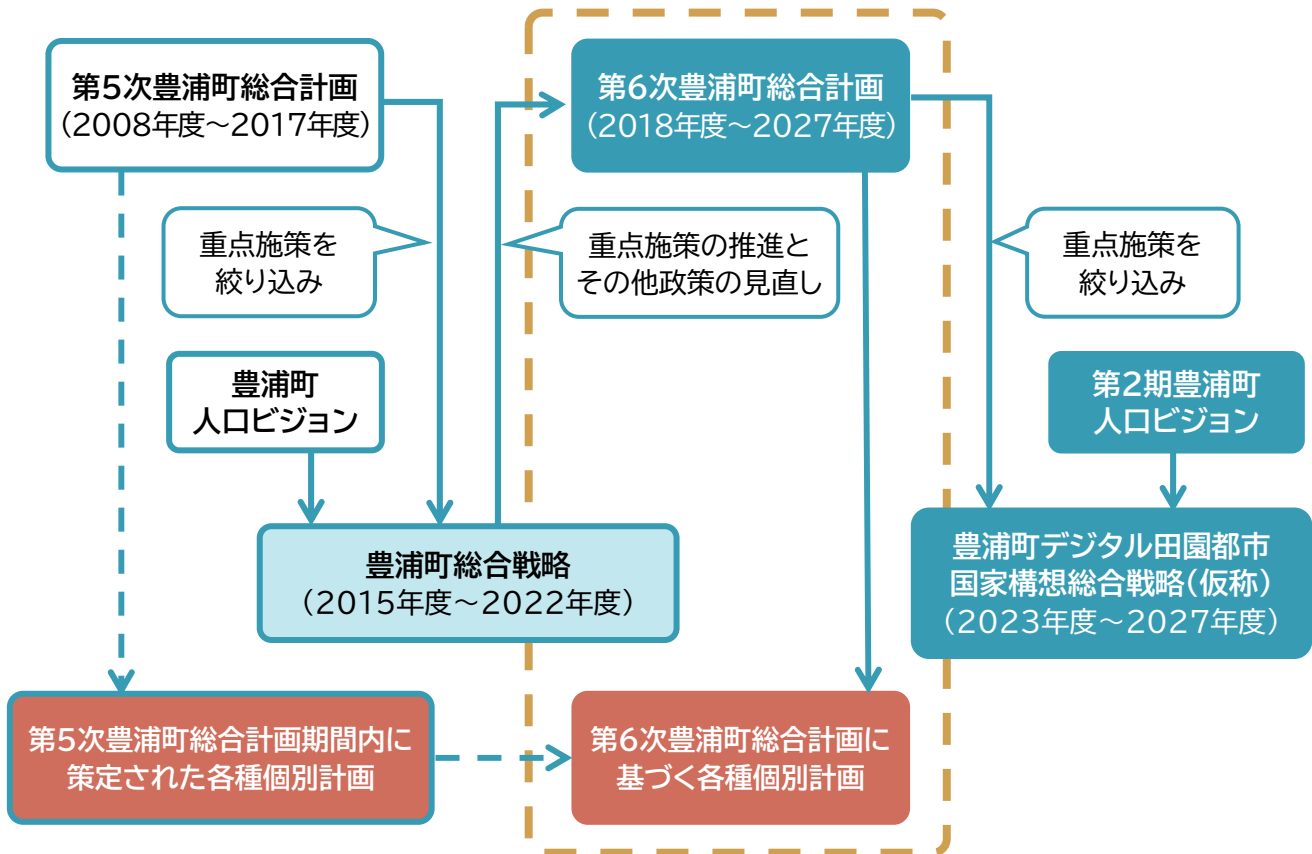 第5次豊浦町総合計画
（2008年度～2017年度）
第6次豊浦町総合計画
（2018年度～2027年度）
重点施策を
絞り込み
重点施策の推進と
その他政策の見直し
重点施策を
絞り込み
豊浦町
人口ビジョン
第2期豊浦町
人口ビジョン
豊浦町総合戦略
（2015年度～2022年度）
豊浦町デジタル田園都市
国家構想総合戦略（仮称）
（2023年度～2027年度）
第5次豊浦町総合計画期間内に
策定された各種個別計画
第6次豊浦町総合計画に
基づく各種個別計画